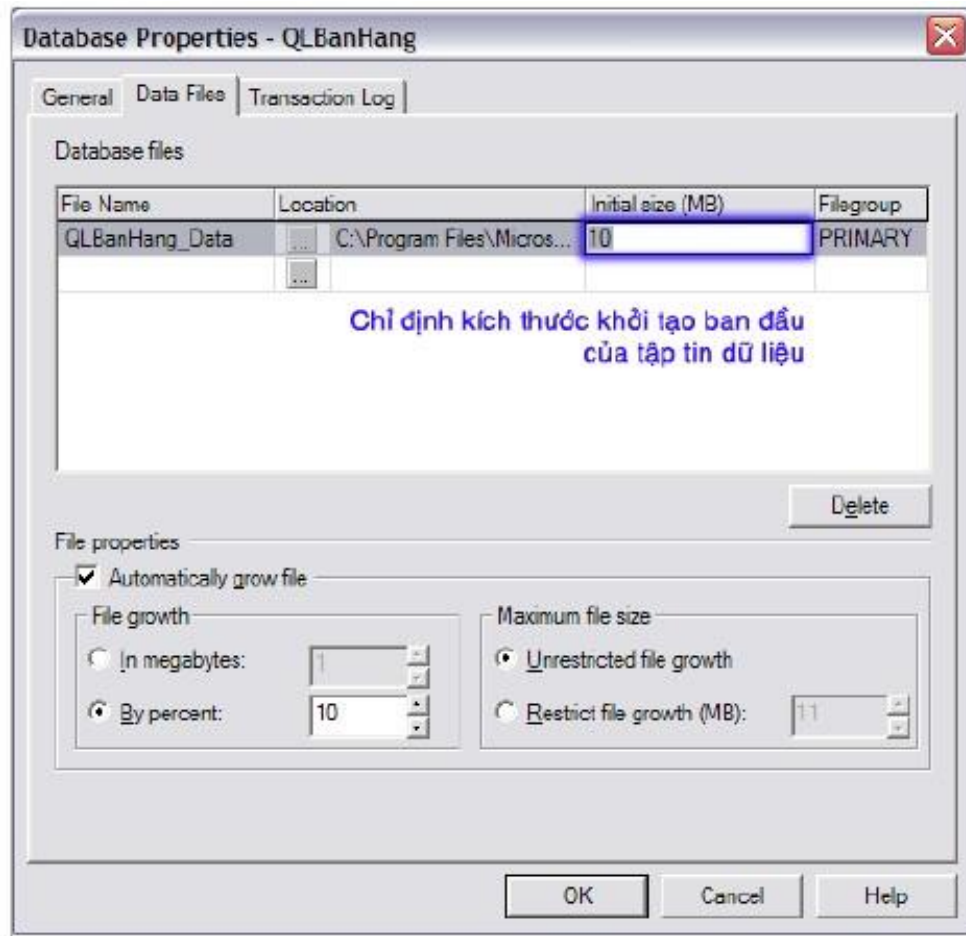 Database Properties - QLBanHang
General Data Files Transaction Log
Database files
File Name Location Initial size (MB) Filegroup
QLBanHang_Data ... C:\Program Files\Micros... 10 PRIMARY
...
Chỉ định kích thước khởi tạo ban đầu
của tập tin dữ liệu
Delete
File properties
Automatically grow file
File growth
In megabytes: 1
By percent: 10
Maximum file size
Unrestricted file growth
Restrict file growth (MB): 11
OK Cancel Help